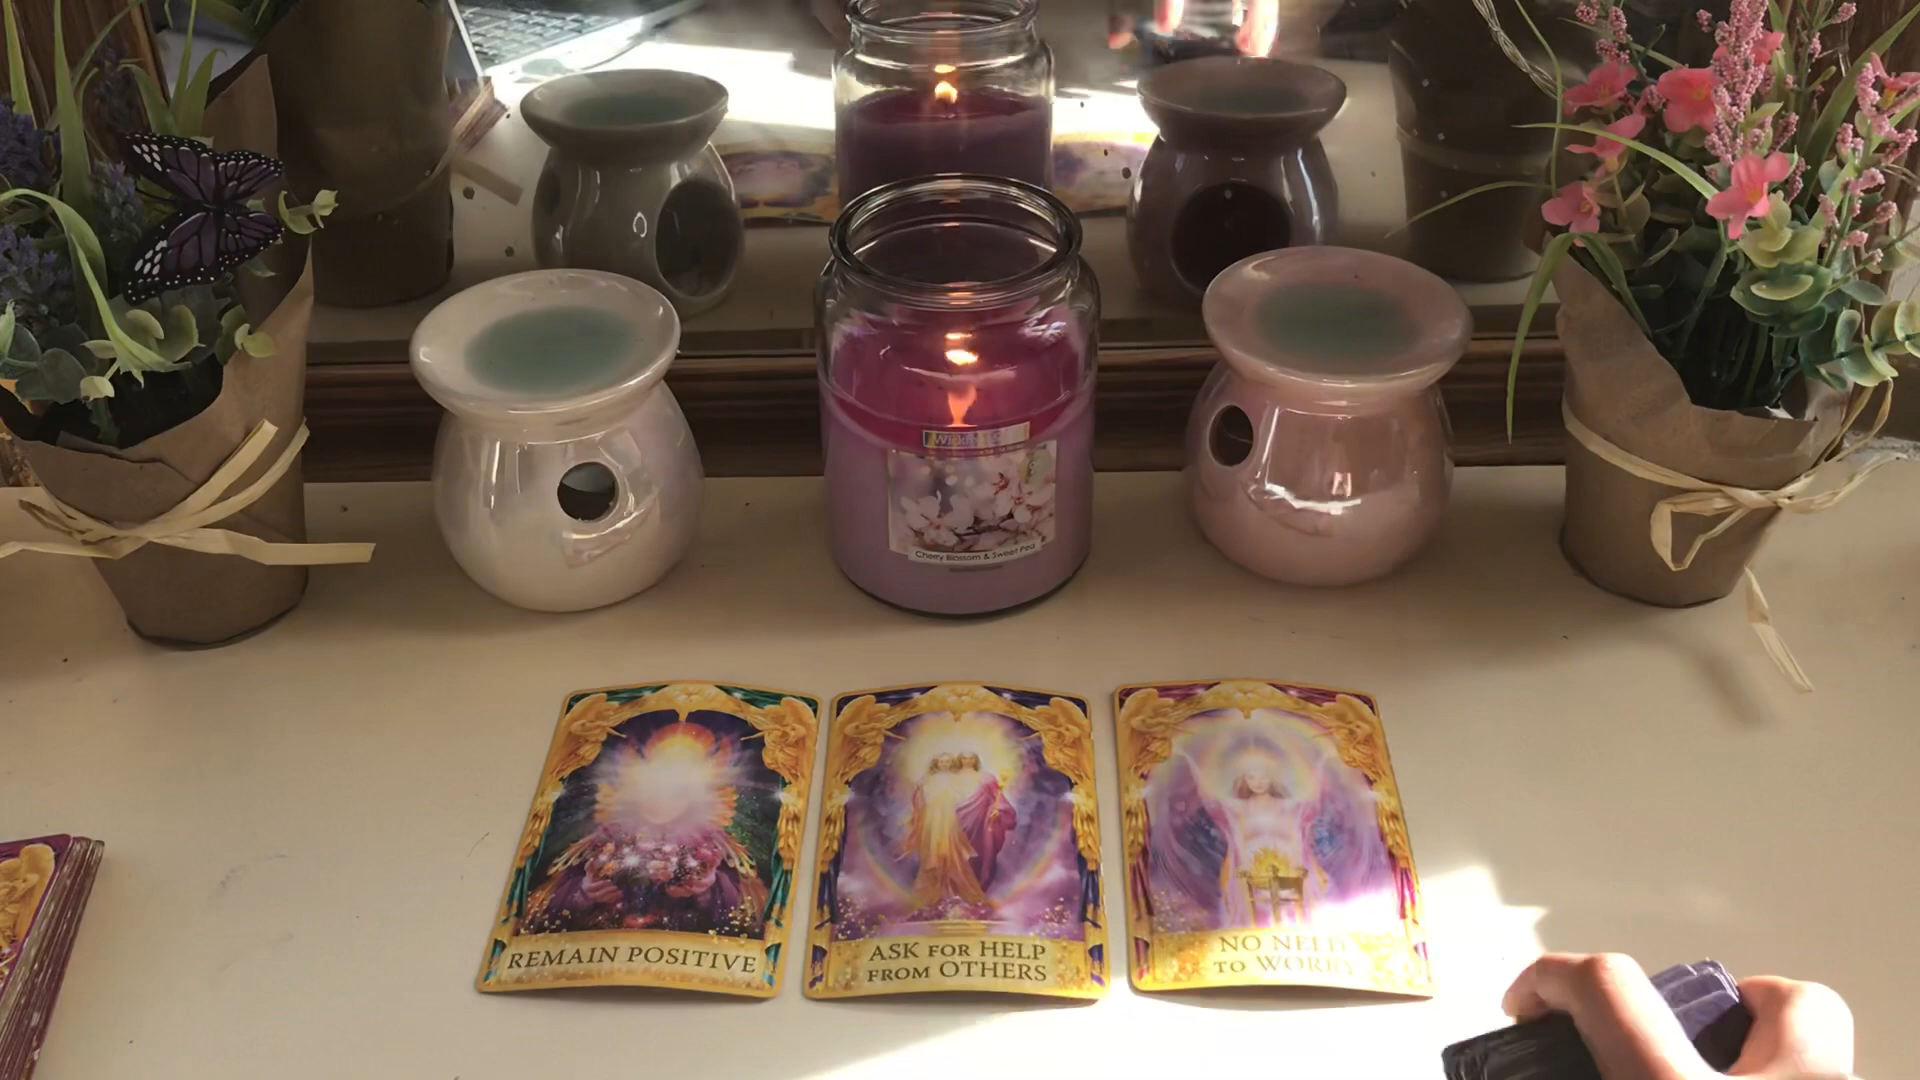 Cherry Blossom & Sweet Pea
REMAIN POSITIVE
ASK FOR HELP
FROM OTHERS
NO NEED
TO WORRY